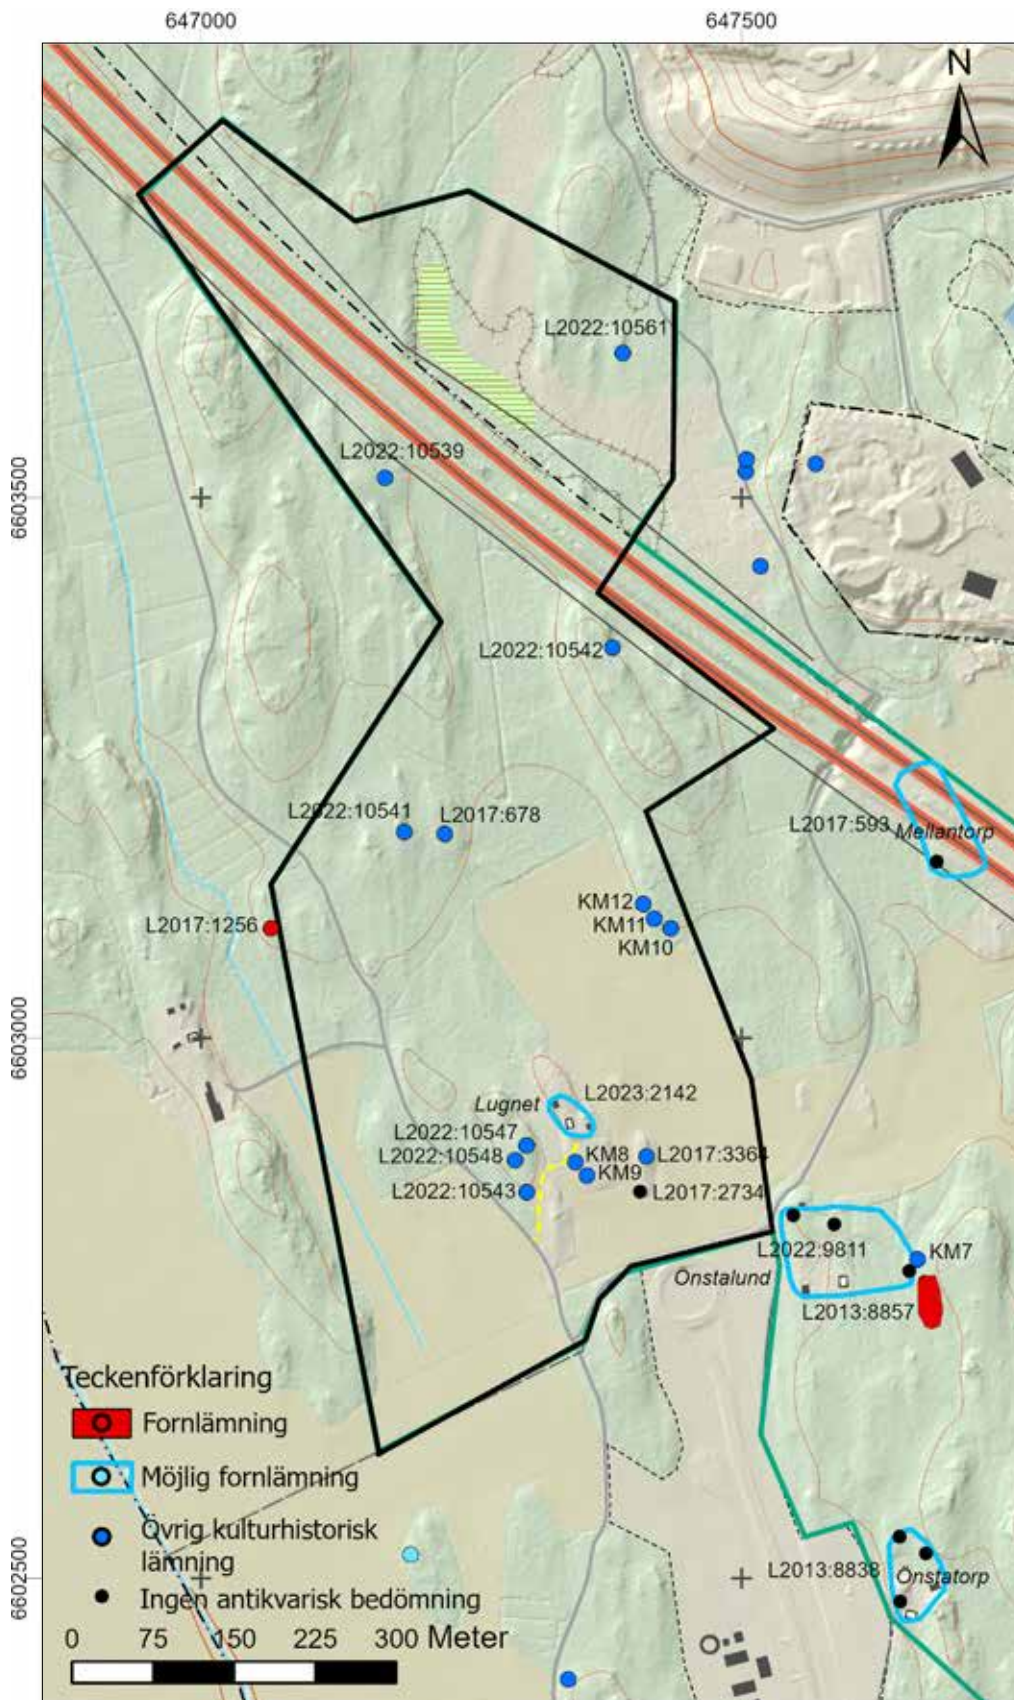 647000
647500
N
L2022:10561
L2022:10539
6603500
L2022:10542
L2022:10541
L2017:678
L2017:593
Mellantorp
KM12
KM11
KM10
L2017:1256
6603000
L2023:2142
Lugnet
L2022:10547
L2022:10548
KM8
L2017:3364
KM9
L2022:10543
L2017:2734
L2022:9811
KM7
Önstalund
L2013:8857
Teckenförklaring
Fornlämning
Möjlig fornlämning
Övrig kulturhistorisk
lämning
L2013:8838
Önstatorp
6602500
Ingen antikvarisk bedömning
0 75 150 225 300 Meter